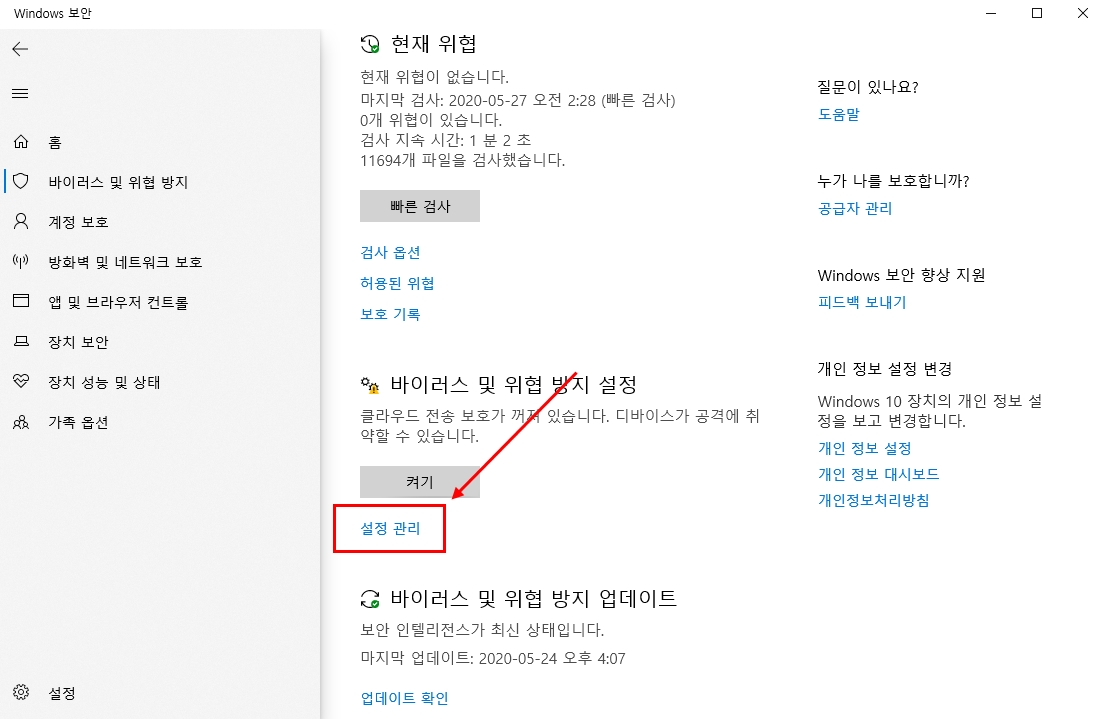 Windows 보안
홈
바이러스 및 위협 방지
계정 보호
방화벽 및 네트워크 보호
앱 및 브라우저 컨트롤
장치 보안
장치 성능 및 상태
가족 옵션
설정
현재 위협
현재 위협이 없습니다.
마지막 검사: 2020-05-27 오전 2:28 (빠른 검사)
0개 위협이 있습니다.
검사 지속 시간: 1 분 2 초
11694개 파일을 검사했습니다.
빠른 검사
검사 옵션
허용된 위협
보호 기록
바이러스 및 위협 방지 설정
클라우드 전송 보호가 꺼져 있습니다. 디바이스가 공격에 취
약할 수 있습니다.
켜기
설정 관리
바이러스 및 위협 방지 업데이트
보안 인텔리전스가 최신 상태입니다.
마지막 업데이트: 2020-05-24 오후 4:07
업데이트 확인
질문이 있나요?
도움말
누가 나를 보호합니까?
공급자 관리
Windows 보안 향상 지원
피드백 보내기
개인 정보 설정 변경
Windows 10 장치의 개인 정보 설
정을 보고 변경합니다.
개인 정보 설정
개인 정보 대시보드
개인정보처리방침